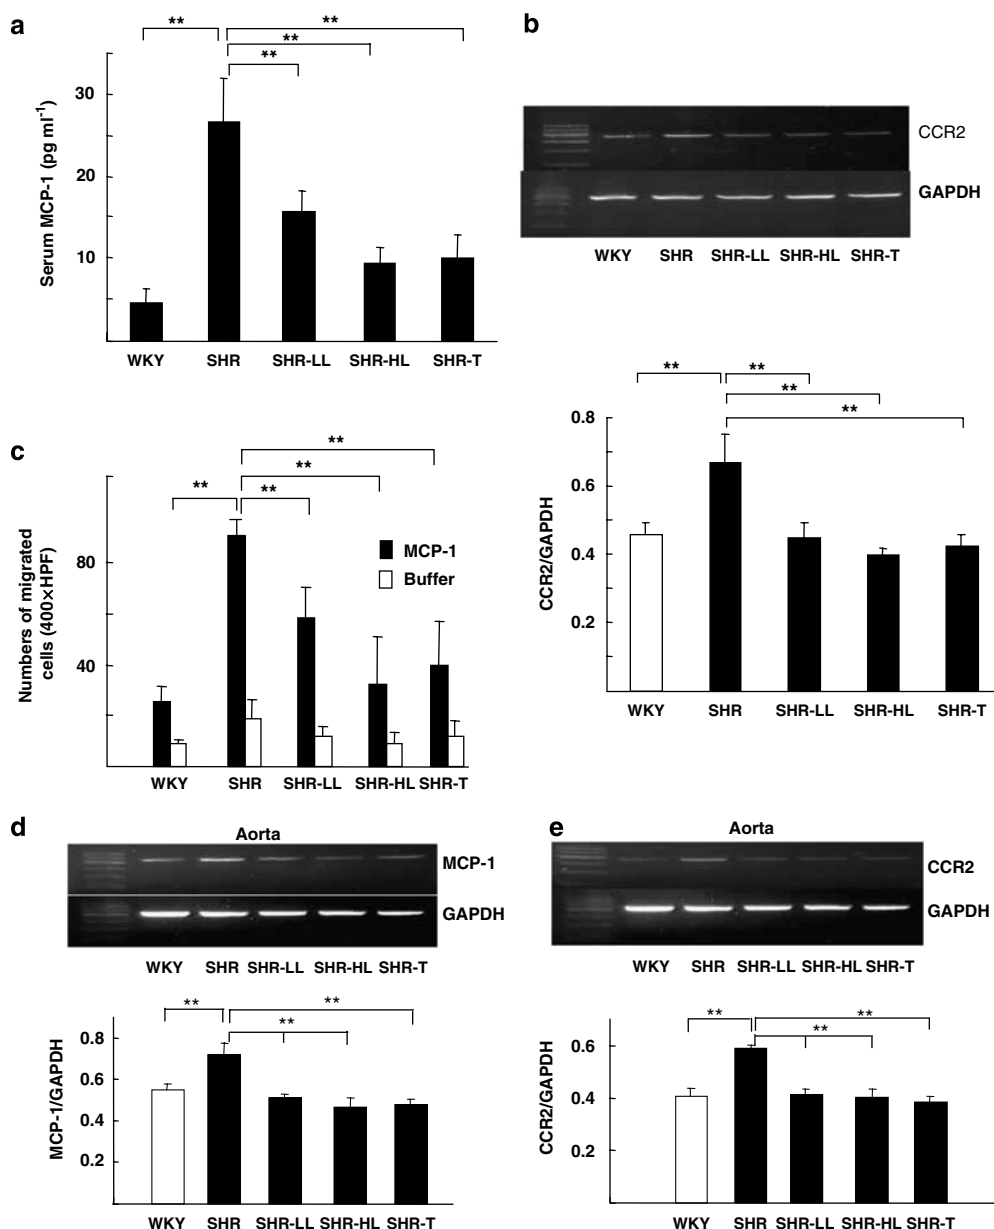 a
** ** ** **
Serum MCP-1 (pg ml⁻¹)
30
20
10
WKY SHR SHR-LL SHR-HL SHR-T
b
CCR2
GAPDH
WKY SHR SHR-LL SHR-HL SHR-T
** ** ** **
CCR2/GAPDH
0.8
0.6
0.4
0.2
WKY SHR SHR-LL SHR-HL SHR-T
c
** ** ** **
Numbers of migrated
cells (400×HPF)
80
40
MCP-1
Buffer
WKY SHR SHR-LL SHR-HL SHR-T
d
Aorta
MCP-1
GAPDH
WKY SHR SHR-LL SHR-HL SHR-T
** ** **
MCP-1/GAPDH
0.8
0.6
0.4
0.2
WKY SHR SHR-LL SHR-HL SHR-T
e
Aorta
CCR2
GAPDH
WKY SHR SHR-LL SHR-HL SHR-T
** ** **
CCR2/GAPDH
0.6
0.4
0.2
WKY SHR SHR-LL SHR-HL SHR-T